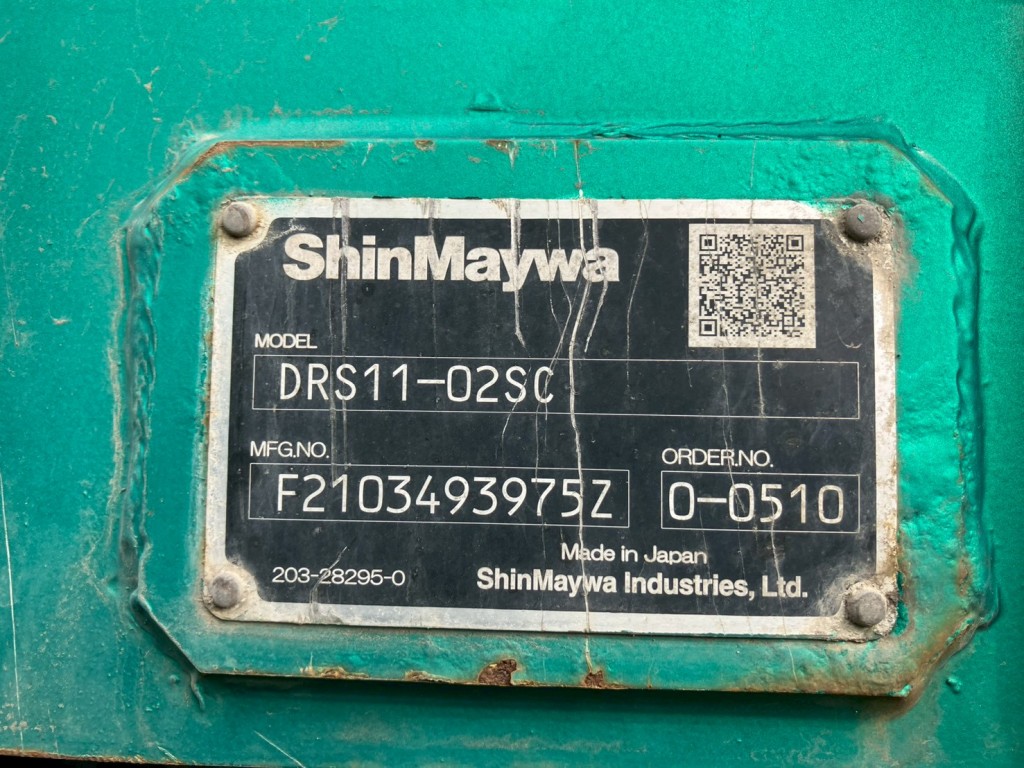 ShinMaywa
MODEL
DRS11-02SC
MFG.NO.
ORDER.NO.
F2103493975Z
0-0510
Made in Japan
203-28295-0
ShinMaywa Industries, Ltd.